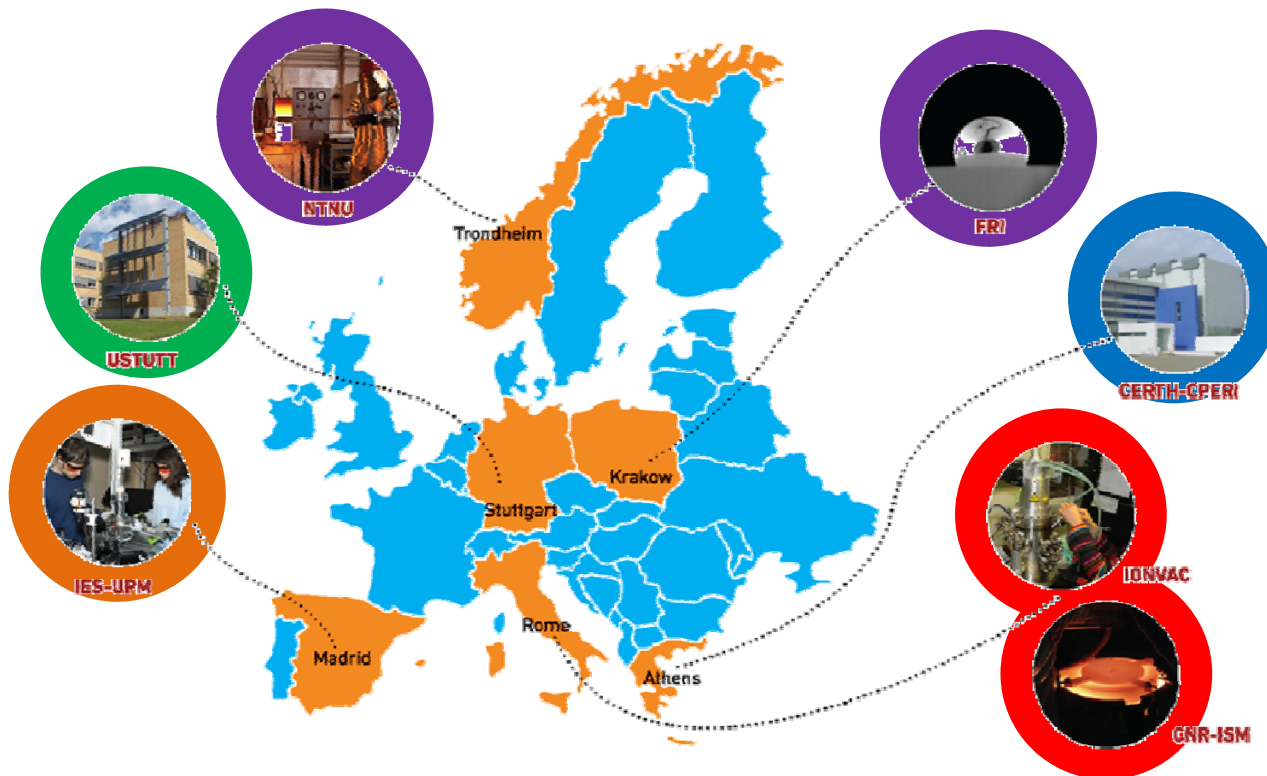 NTNU
FRI
Trondheim
USTUTT
CERTH-CPERI
Krakow
Stuttgart
IES-UPM
IONVAC
Rome
Madrid
Athens
CNR-ISM